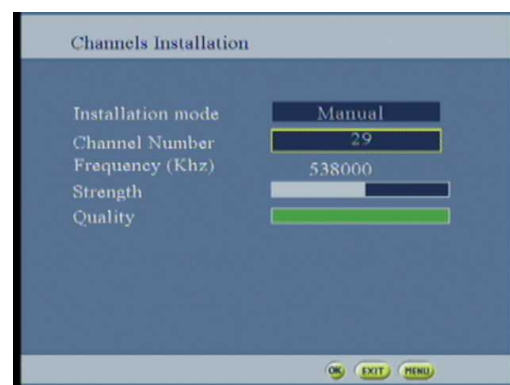 Channels Installation
Installation mode Manual
Channel Number 29
Frequency (Khz) 538000
Strength
Quality
OK EXIT MENU